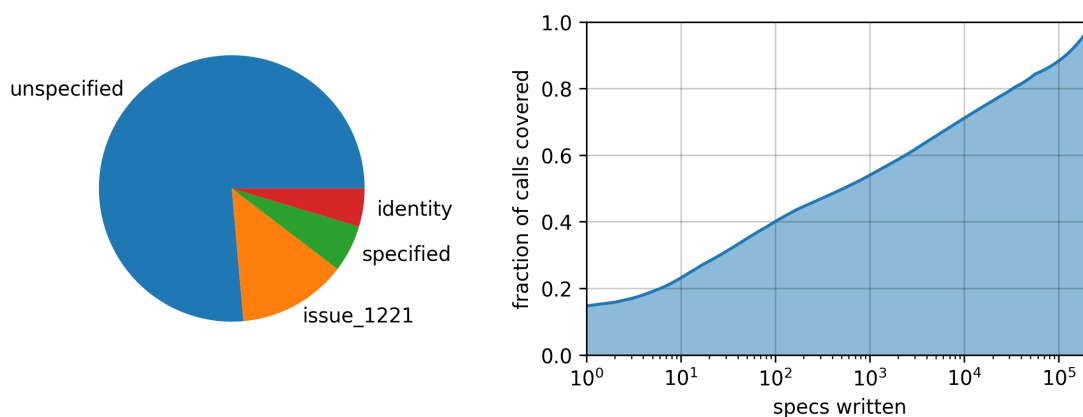 unspecified
identity
specified
issue_1221
fraction of calls covered
1.0
0.8
0.6
0.4
0.2
0.0
10⁰ 10¹ 10² 10³ 10⁴ 10⁵
specs written